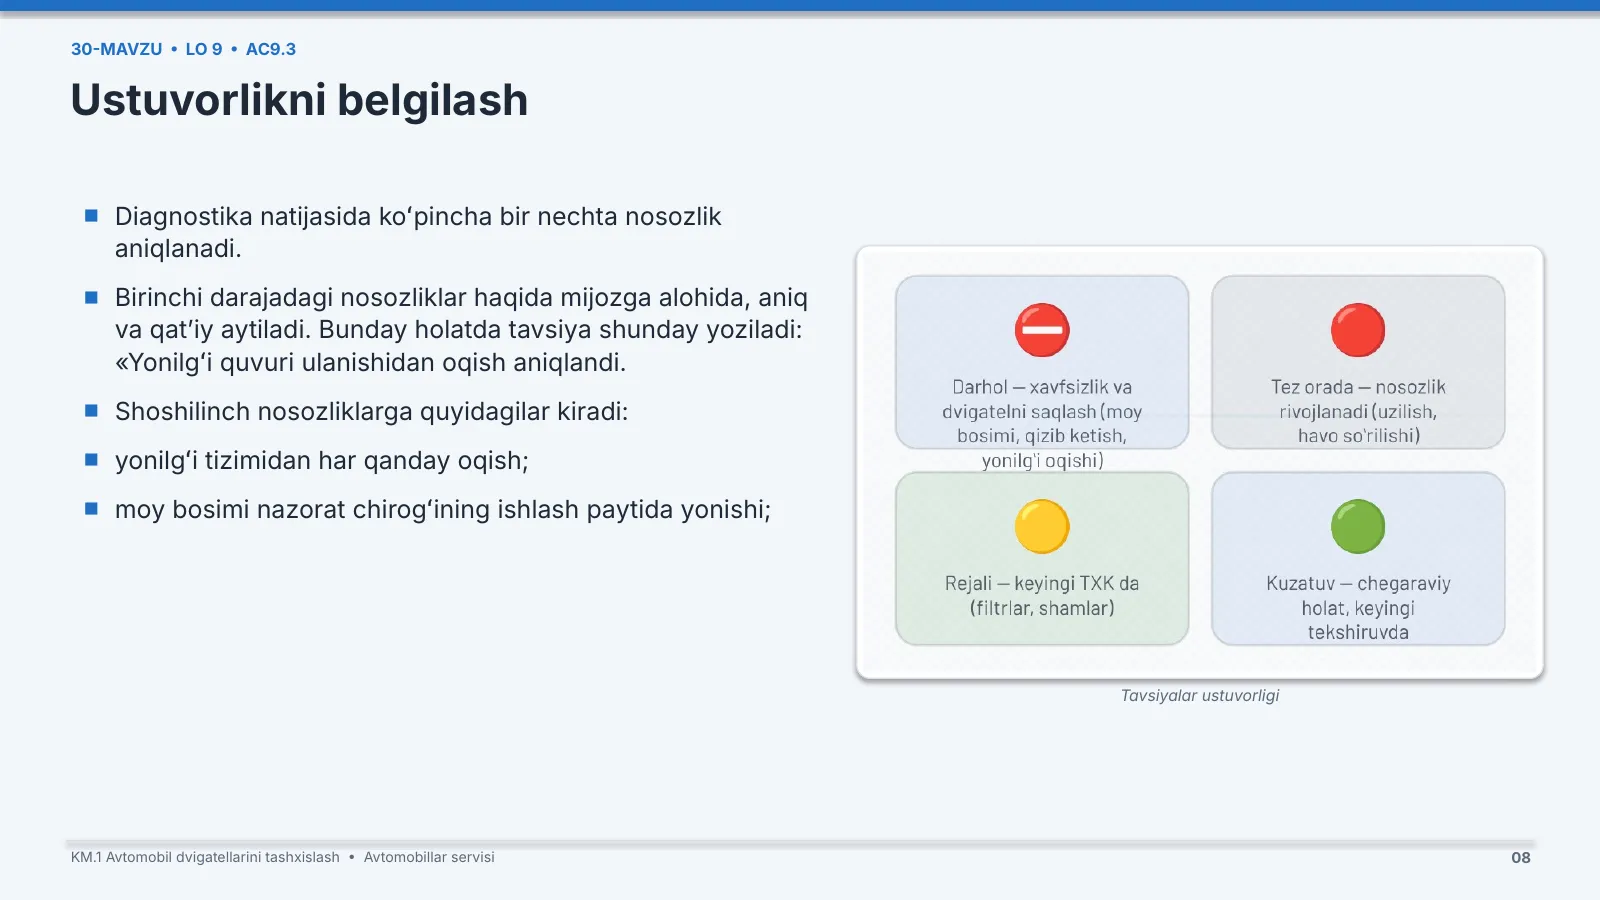 30-MAVZU • LO 9 • AC9.3
Ustuvorlikni belgilash
Diagnostika natijasida koʻpincha bir nechta nosozlik
aniqlanadi.
Birinchi darajadagi nosozliklar haqida mijozga alohida, aniq
va qatʼiy aytiladi. Bunday holatda tavsiya shunday yoziladi:
«Yonilgʻi quvuri ulanishidan oqish aniqlandi.
Shoshilinch nosozliklarga quyidagilar kiradi:
yonilgʻi tizimidan har qanday oqish;
moy bosimi nazorat chirogʻining ishlash paytida yonishi;
Darhol — xavfsizlik va
dvigatelni saqlash (moy
bosimi, qizib ketish,
yonilgʻi oqishi)
Tez orada — nosozlik
rivojlanadi (uzilish,
havo soʻrilishi)
Rejali — keyingi TXK da
(filtrlar, shamlar)
Kuzatuv — chegaraviy
holat, keyingi
tekshiruvda
Tavsiyalar ustuvorligi
KM.1 Avtomobil dvigatellarini tashxislash • Avtomobillar servisi
08